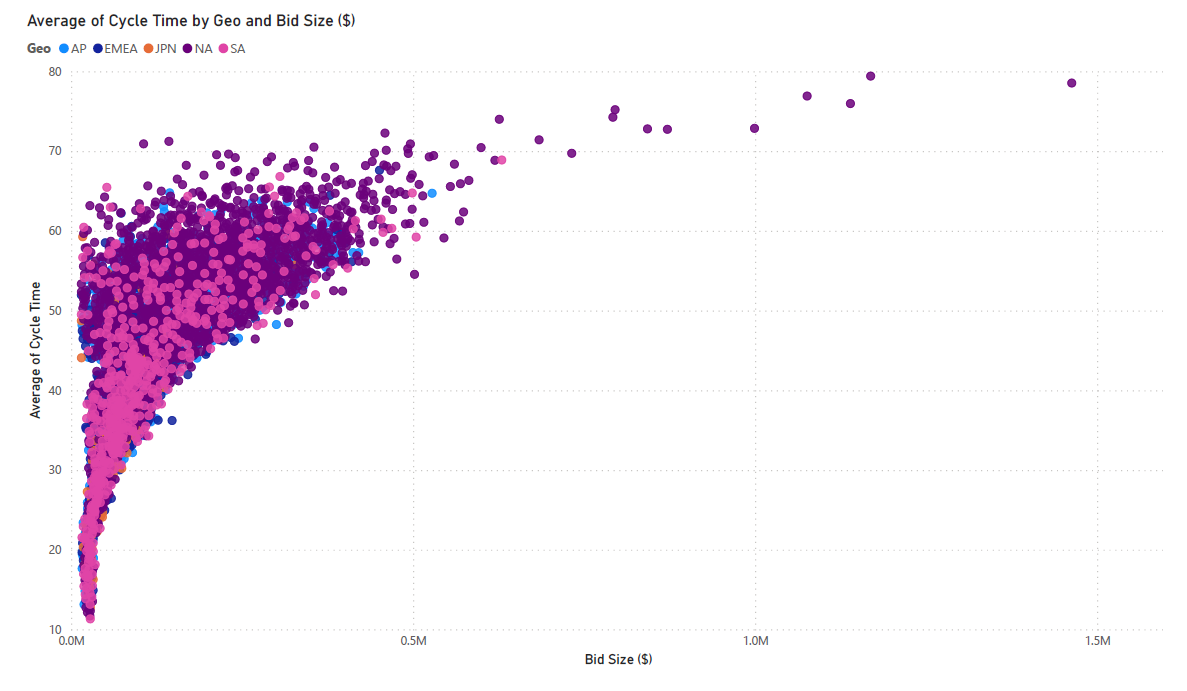 Average of Cycle Time by Geo and Bid Size ($)
Geo AP EMEA JPN NA SA
80
70
60
50
40
30
20
10
Average of Cycle Time
0.0M 0.5M 1.0M 1.5M
Bid Size ($)